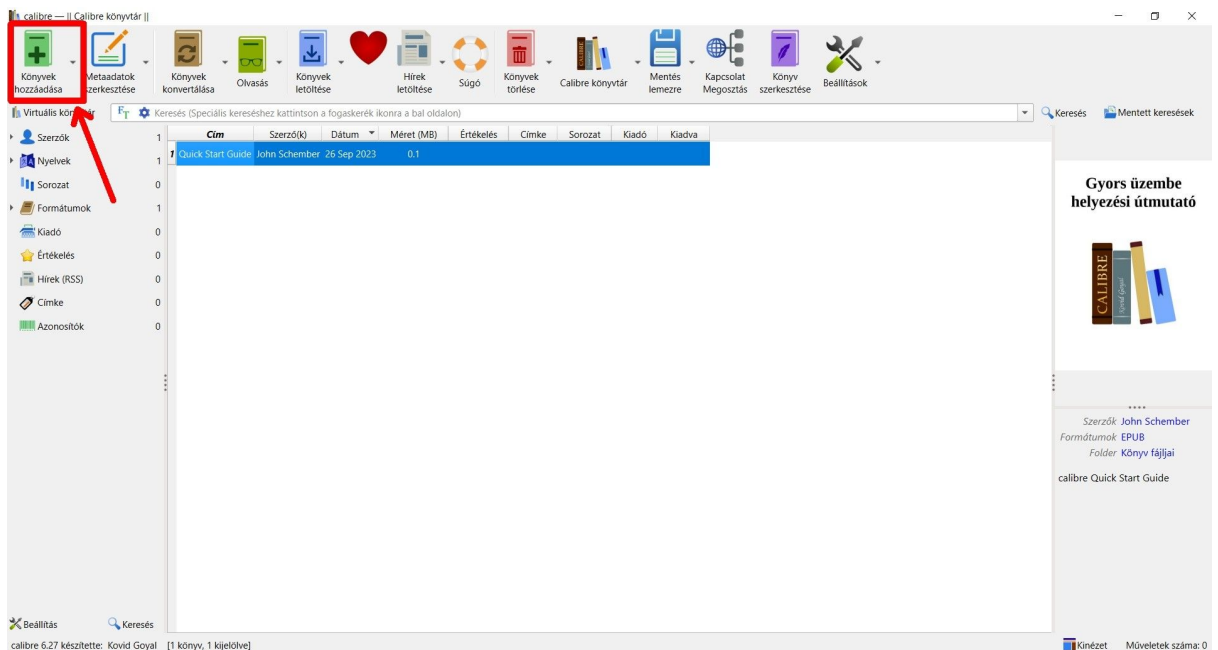 calibre — || Calibre könyvtár ||
Könyvek hozzáadása
Metaadatok szerkesztése
Könyvek konvertálása
Olvasás
Könyvek letöltése
Hírek letöltése
Súgó
Könyvek törlése
Calibre könyvtár
Mentés lemezre
Kapcsolat Megosztás
Könyv szerkesztése
Beállítások
Virtuális könyvtár
FT
Keresés (Speciális kereséshez kattintson a fogaskerék ikonra a bal oldalon)
Keresés
Mentett keresések
Szerzők 1
Nyelvek 1
Sorozat 0
Formátumok 1
Kiadó 0
Értékelés 0
Hírek (RSS) 0
Címke 0
Azonosítók 0
Cím Szerző(k) Dátum Méret (MB) Értékelés Címke Sorozat Kiadó Kiadva
1 Quick Start Guide John Schember 26 Sep 2023 0.1
Gyors üzembe
helyezési útmutató
CALIBRE
Kovid Goyal
Szerzők John Schember
Formátumok EPUB
Folder Könyv fájljai
calibre Quick Start Guide
Beállítás
Keresés
calibre 6.27 készítette: Kovid Goyal [1 könyv, 1 kijelölve]
Kinézet
Műveletek száma: 0